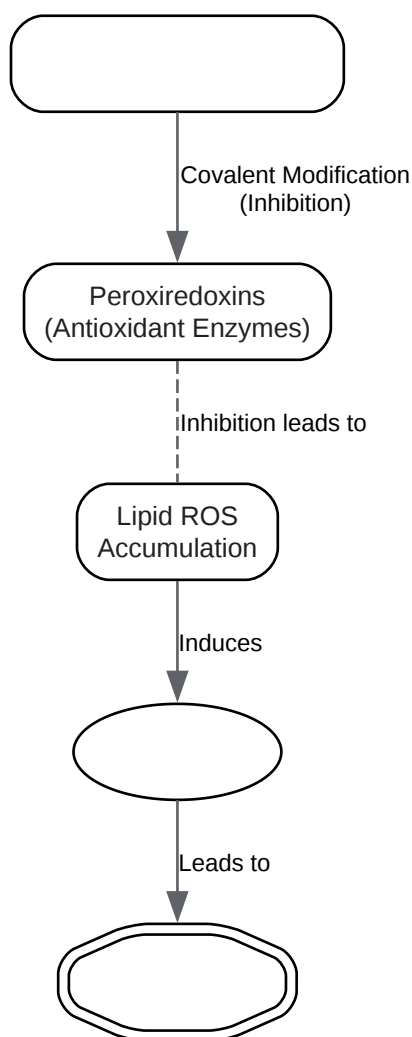 Covalent Modification
(Inhibition)
Peroxiredoxins
(Antioxidant Enzymes)
Inhibition leads to
Lipid ROS
Accumulation
Induces
Leads to